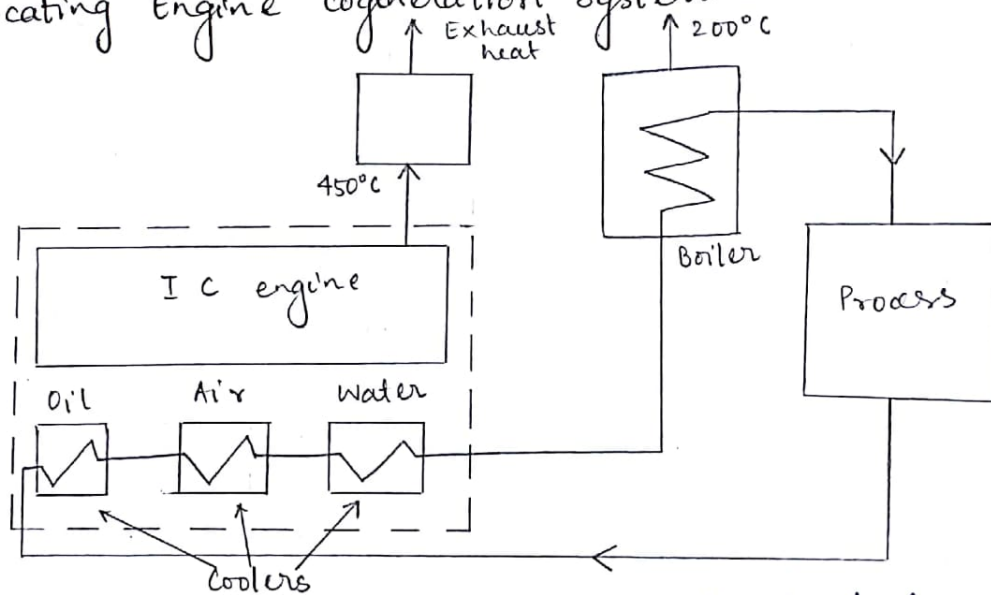 cating Engine cogeneration system
Exhaust
heat
200°C
450°C
I C engine
Boiler
Process
Oil
Air
Water
Coolers